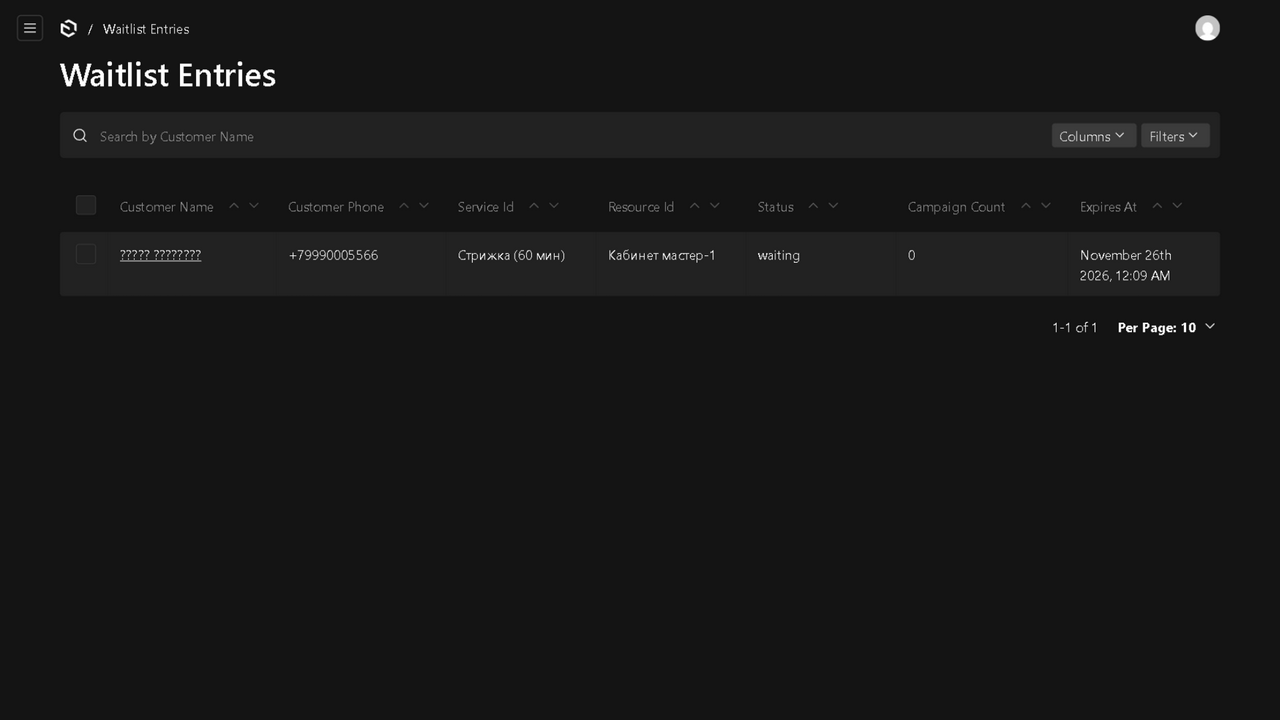 / Waitlist Entries
Waitlist Entries
Search by Customer Name
Columns
Filters
Customer Name
Customer Phone
Service Id
Resource Id
Status
Campaign Count
Expires At
????? ????????
+79990005566
Стрижка (60 мин)
Кабинет мастер-1
waiting
0
November 26th
2026, 12:09 AM
1-1 of 1
Per Page: 10